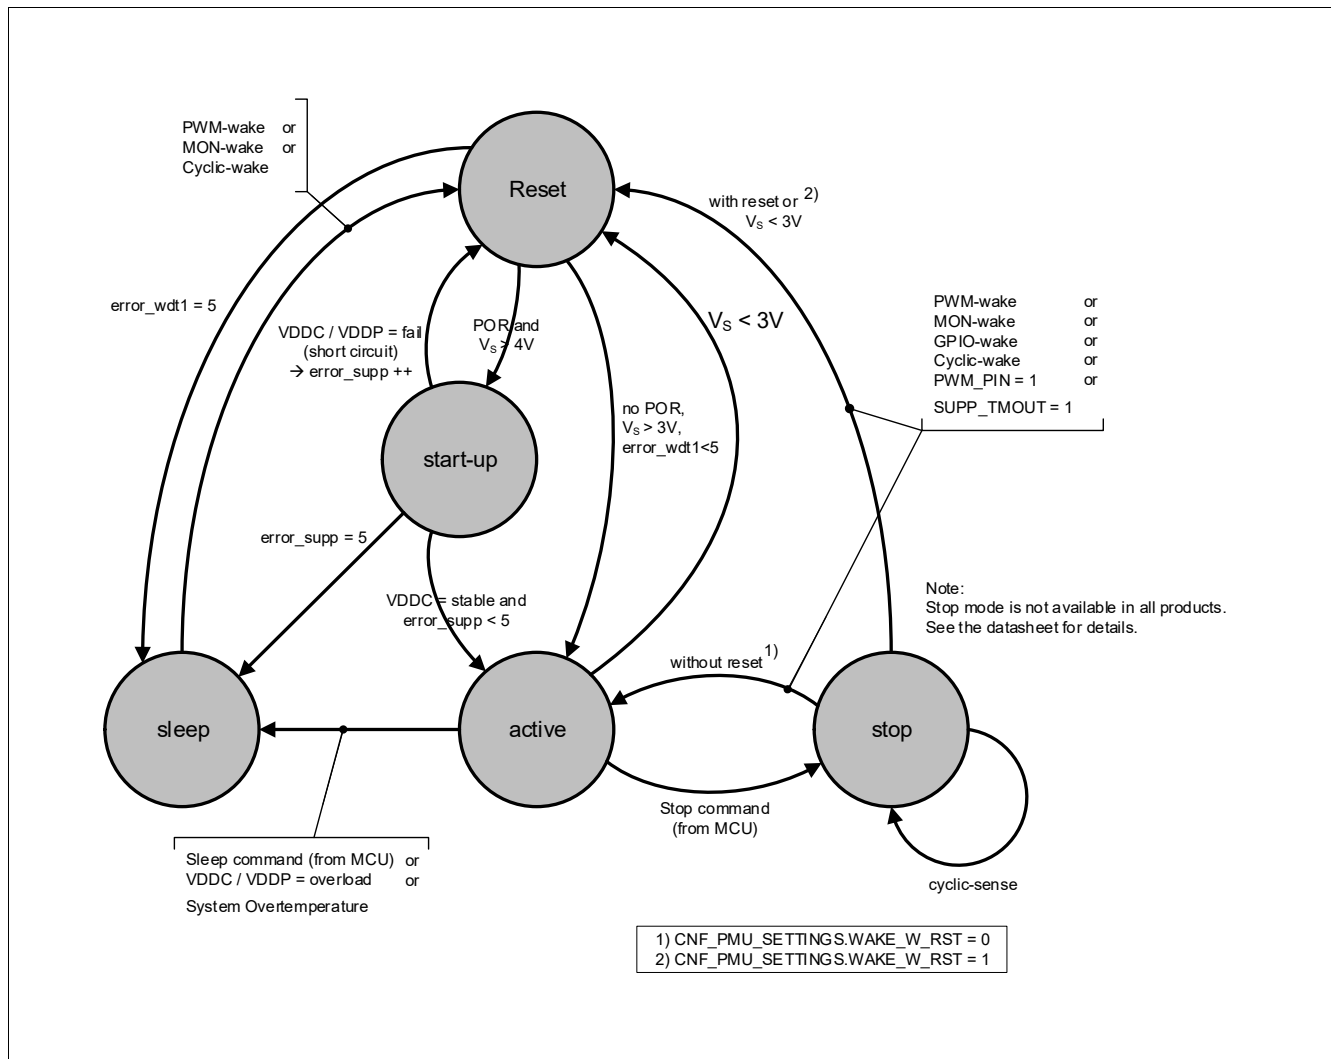 PWM-wake or
MON-wake or
Cyclic-wake
Reset
with reset or 2)
VS < 3V
error_wdt1 = 5
VDDC / VDDP = fail
(short circuit)
→ error_supp ++
POR and
VS > 4V
VS < 3V
PWM-wake or
MON-wake or
GPIO-wake or
Cyclic-wake or
PWM_PIN = 1 or
SUPP_TMOUT = 1
no POR,
VS > 3V,
error_wdt1<5
start-up
error_supp = 5
VDDC = stable and
error_supp < 5
Note:
Stop mode is not available in all products.
See the datasheet for details.
without reset 1)
sleep
active
stop
Stop command
(from MCU)
Sleep command (from MCU) or
VDDC / VDDP = overload or
System Overtemperature
cyclic-sense
1) CNF_PMU_SETTINGS.WAKE_W_RST = 0
2) CNF_PMU_SETTINGS.WAKE_W_RST = 1